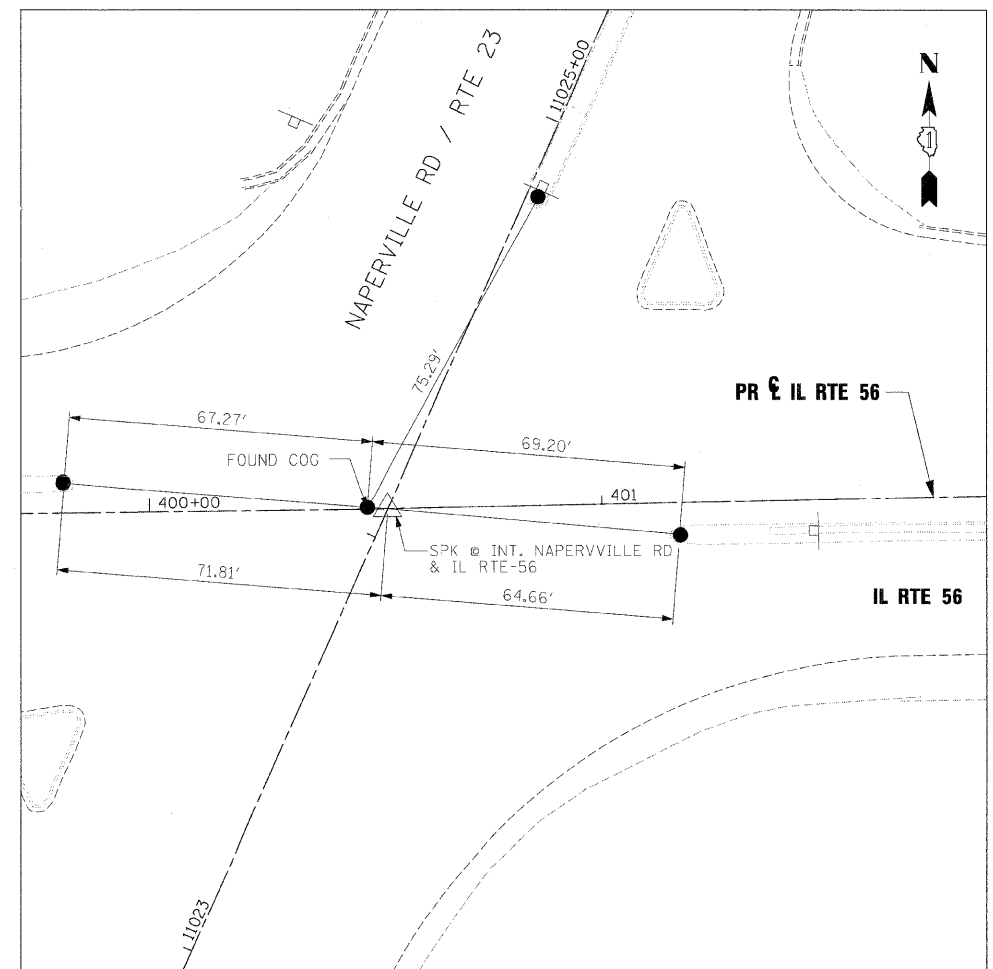 NAPERVILLE RD / RTE 23
11025+00
N
1
75.29'
PR ℄ IL RTE 56
67.27'
69.20'
FOUND COG
400+00
401
SPK @ INT. NAPERVVILLE RD
& IL RTE-56
71.81'
64.66'
IL RTE 56
11023